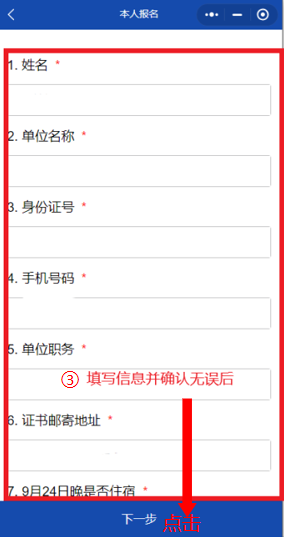 本人报名
1. 姓名 *
2. 单位名称 *
3. 身份证号 *
4. 手机号码 *
5. 单位职务 *
③ 填写信息并确认无误后
6. 证书邮寄地址 *
7. 9月24日晚是否住宿 *
下一步 点击